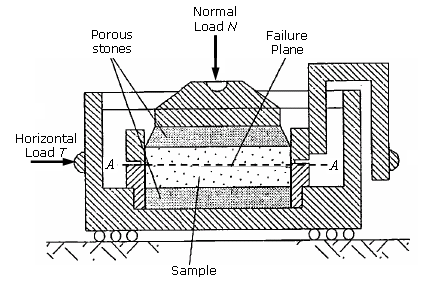 Normal
Load N
Porous
stones
Failure
Plane
Horizontal
Load T
A
A
Sample